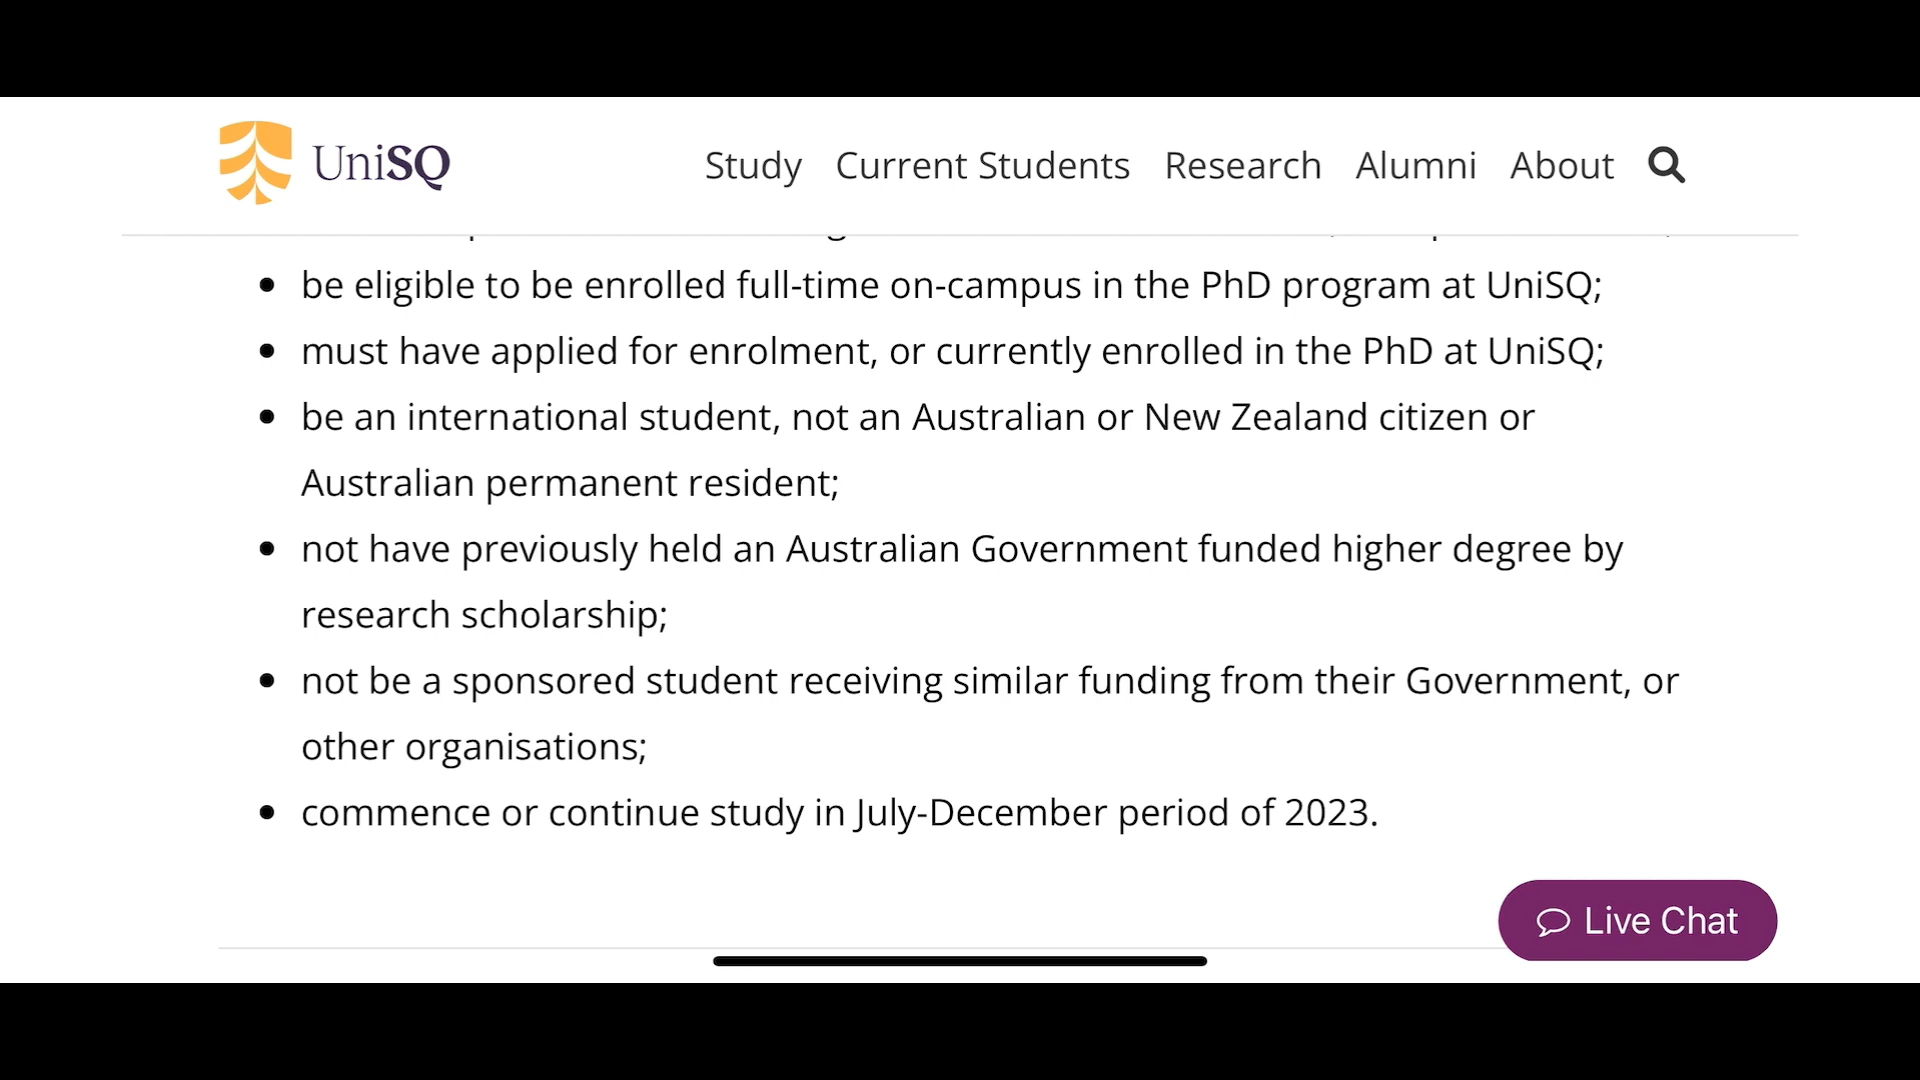 UniSQ
Study Current Students Research Alumni About
be eligible to be enrolled full-time on-campus in the PhD program at UniSQ;
must have applied for enrolment, or currently enrolled in the PhD at UniSQ;
be an international student, not an Australian or New Zealand citizen or
Australian permanent resident;
not have previously held an Australian Government funded higher degree by
research scholarship;
not be a sponsored student receiving similar funding from their Government, or
other organisations;
commence or continue study in July-December period of 2023.
Live Chat